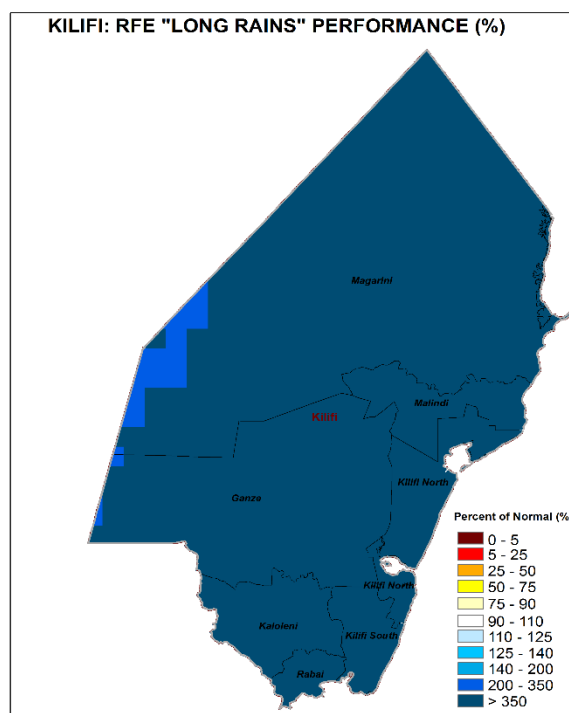 KILIFI: RFE "LONG RAINS" PERFORMANCE (%)
Magarini
Malindi
Kilifi
Kilifi North
Ganze
Kilifi North
Kaloleni
Kilifi South
Rabai
Percent of Normal (%
0 - 5
5 - 25
25 - 50
50 - 75
75 - 90
90 - 110
110 - 125
125 - 140
140 - 200
200 - 350
> 350